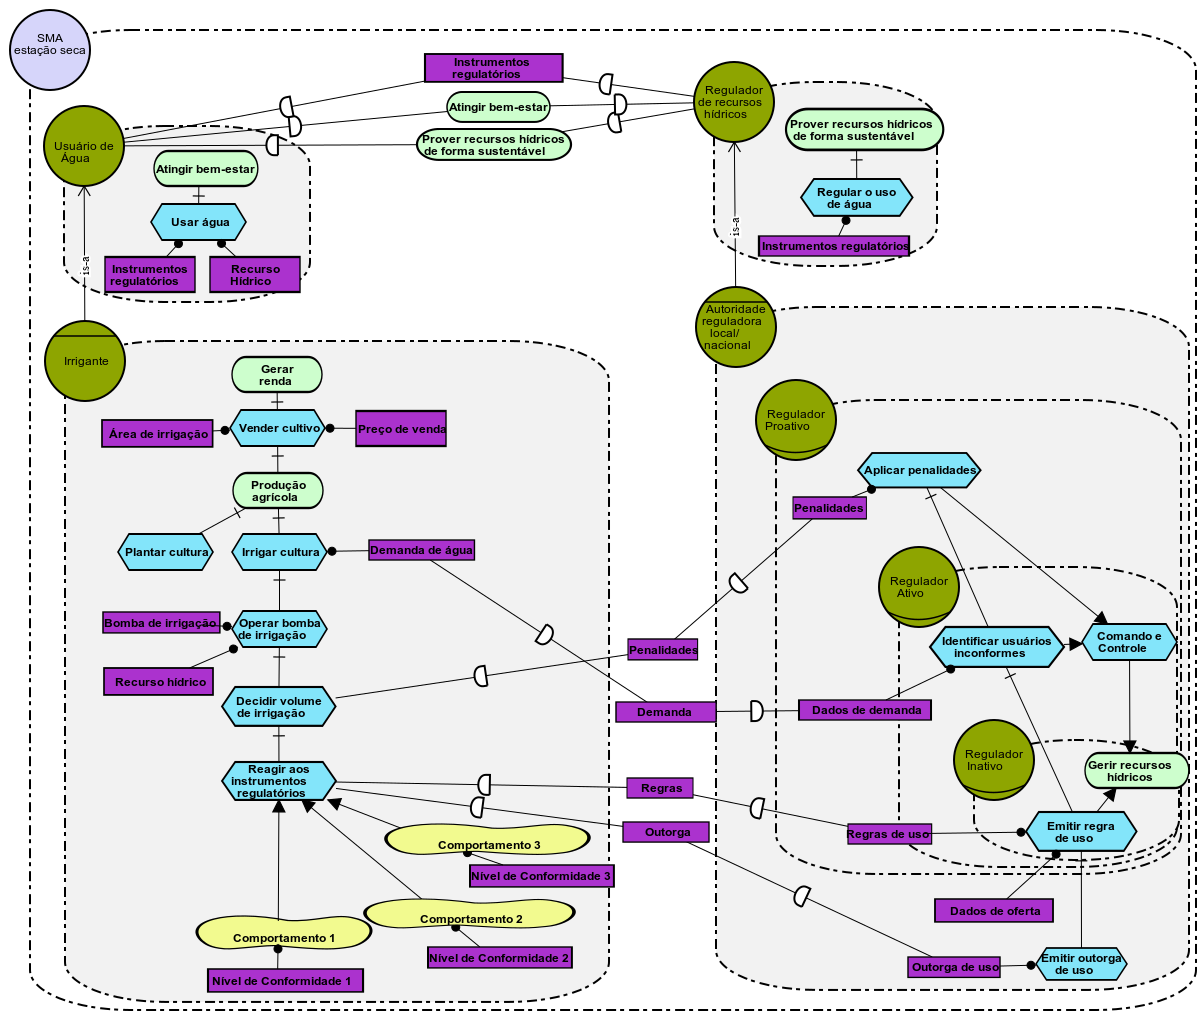 SMA
estação seca
Instrumentos
regulatórios
Atingir bem-estar
Prover recursos hídricos
de forma sustentável
Usuário de
Água
Atingir bem-estar
Usar água
Instrumentos
regulatórios
Recurso
Hídrico
is-a
Regulador
de recursos
hídricos
Prover recursos hídricos
de forma sustentável
Regular o uso
de água
Instrumentos regulatórios
is-a
Irrigante
Gerar
renda
Área de irrigação
Vender cultivo
Preço de venda
Produção
agrícola
Plantar cultura
Irrigar cultura
Demanda de água
Bomba de irrigação
Operar bomba
de irrigação
Recurso hídrico
Decidir volume
de irrigação
Reagir aos
instrumentos
regulatórios
Comportamento 3
Nível de Conformidade 3
Comportamento 2
Nível de Conformidade 2
Comportamento 1
Nível de Conformidade 1
Penalidades
Demanda
Regras
Outorga
Autoridade
reguladora
local/
nacional
Regulador
Proativo
Aplicar penalidades
Penalidades
Regulador
Ativo
Identificar usuários
inconformes
Comando e
Controle
Dados de demanda
Regulador
Inativo
Gerir recursos
hídricos
Regras de uso
Emitir regra
de uso
Dados de oferta
Outorga de uso
Emitir outorga
de uso